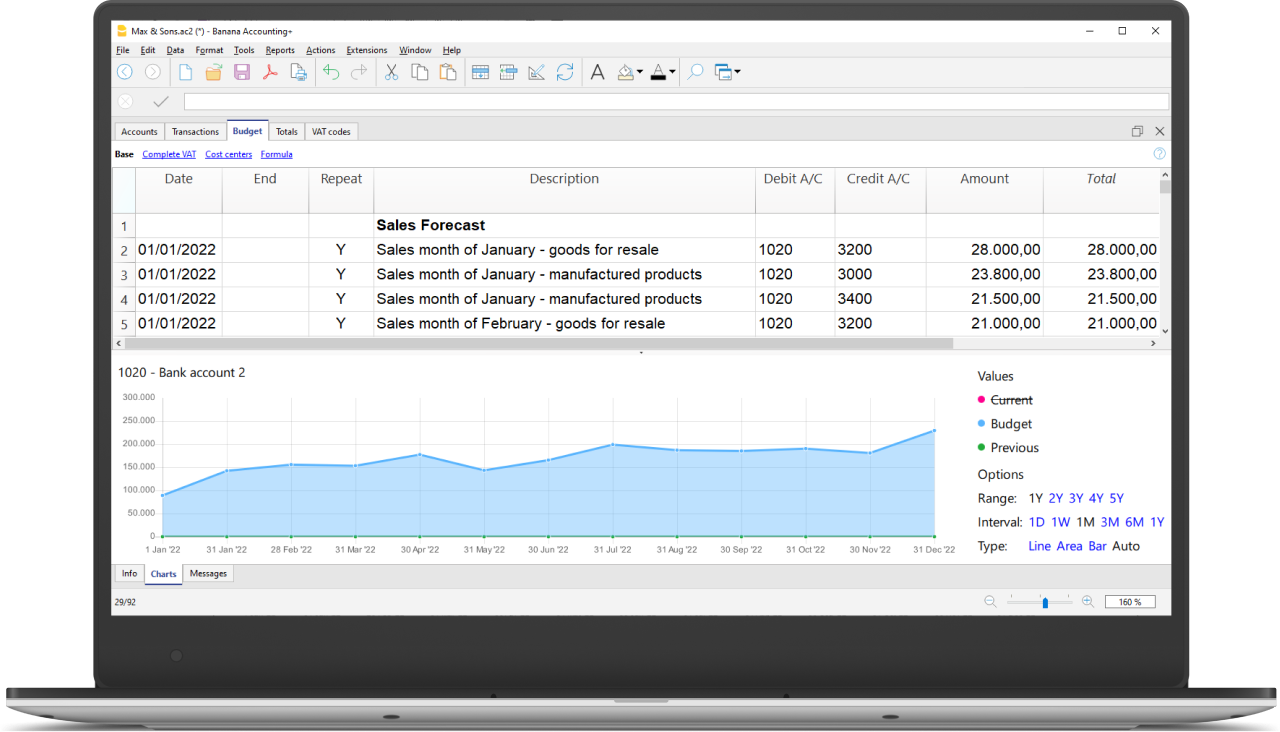 Max & Sons.ac2 (*) - Banana Accounting+
File Edit Data Format Tools Reports Actions Extensions Window Help
Accounts Transactions Budget Totals VAT codes
Base Complete VAT Cost centers Formula
Date End Repeat Description Debit A/C Credit A/C Amount Total
1 Sales Forecast
2 01/01/2022 Y Sales month of January - goods for resale 1020 3200 28.000,00 28.000,00
3 01/01/2022 Y Sales month of January - manufactured products 1020 3000 23.800,00 23.800,00
4 01/01/2022 Y Sales month of January - manufactured products 1020 3400 21.500,00 21.500,00
5 01/01/2022 Y Sales month of February - goods for resale 1020 3200 21.000,00 21.000,00
1020 - Bank account 2
300.000
250.000
200.000
150.000
100.000
50.000
0
1 Jan '22 31 Jan '22 28 Feb '22 31 Mar '22 30 Apr '22 31 May '22 30 Jun '22 31 Jul '22 31 Aug '22 30 Sep '22 31 Oct '22 30 Nov '22 31 Dec '22
Values
Current
Budget
Previous
Options
Range: 1Y 2Y 3Y 4Y 5Y
Interval: 1D 1W 1M 3M 6M 1Y
Type: Line Area Bar Auto
Info Charts Messages
29/92
160 %